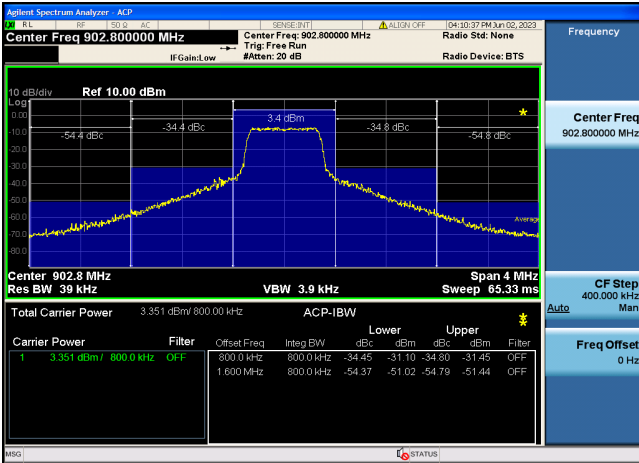 Agilent Spectrum Analyzer - ACP
RL RF 50 Ω AC SENSE:INT ALIGN OFF 04:10:37 PM Jun 02, 2023
Center Freq 902.800000 MHz
Center Freq: 902.800000 MHz
Radio Std: None
Trig: Free Run
IFGain:Low
#Atten: 20 dB
Radio Device: BTS
Frequency
10 dB/div Ref 10.00 dBm
Log
0.00
-10.0
-20.0
-30.0
-40.0
-50.0
-60.0
-70.0
-80.0
-54.4 dBc
-34.4 dBc
3.4 dBm
-34.8 dBc
-54.8 dBc
Average
Center 902.8 MHz
Span 4 MHz
Res BW 39 kHz
VBW 3.9 kHz
Sweep 65.33 ms
Center Freq
902.800000 MHz
CF Step
400.000 kHz
Auto Man
Freq Offset
0 Hz
Total Carrier Power 3.351 dBm/ 800.00 kHz ACP-IBW
Lower Upper
Carrier Power Filter Offset Freq Integ BW dBc dBm dBc dBm Filter
1 3.351 dBm / 800.0 kHz OFF 800.0 kHz 800.0 kHz -34.45 -31.10 -34.80 -31.45 OFF
1.600 MHz 800.0 kHz -54.37 -51.02 -54.79 -51.44 OFF
MSG STATUS